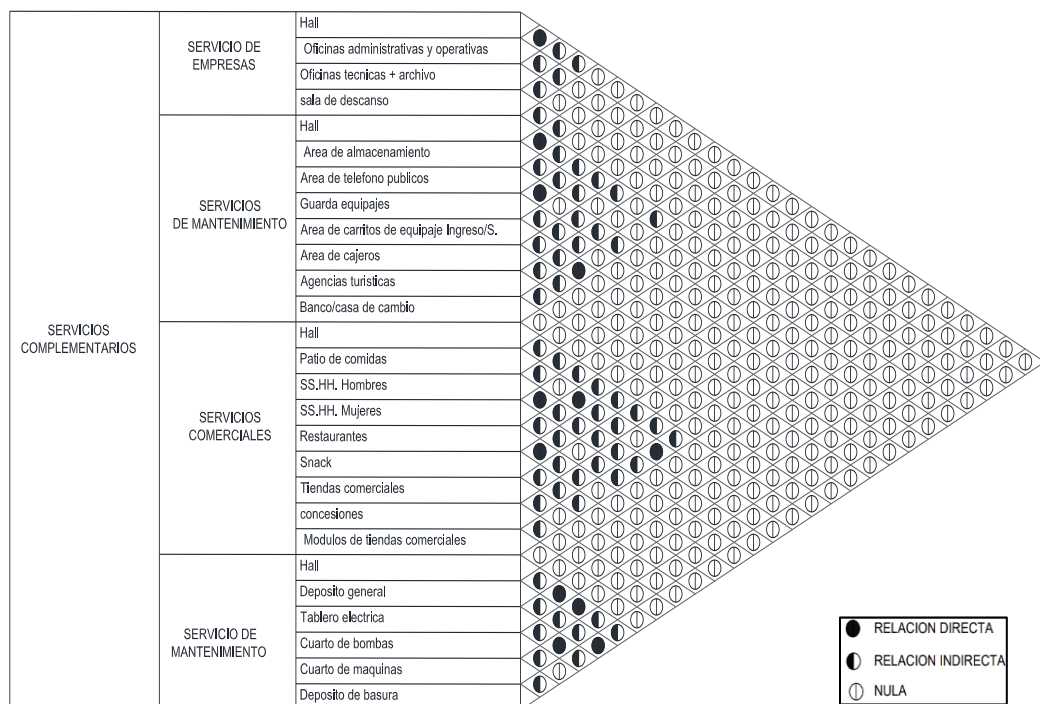 SERVICIOS
COMPLEMENTARIOS
SERVICIO DE
EMPRESAS
Hall
Oficinas administrativas y operativas
Oficinas tecnicas + archivo
sala de descanso
SERVICIOS
DE MANTENIMIENTO
Hall
Area de almacenamiento
Area de telefono publicos
Guarda equipajes
Area de carritos de equipaje Ingreso/S.
Area de cajeros
Agencias turisticas
Banco/casa de cambio
SERVICIOS
COMERCIALES
Hall
Patio de comidas
SS.HH. Hombres
SS.HH. Mujeres
Restaurantes
Snack
Tiendas comerciales
concesiones
Modulos de tiendas comerciales
SERVICIO DE
MANTENIMIENTO
Hall
Deposito general
Tablero electrica
Cuarto de bombas
Cuarto de maquinas
Deposito de basura
RELACION DIRECTA
RELACION INDIRECTA
NULA